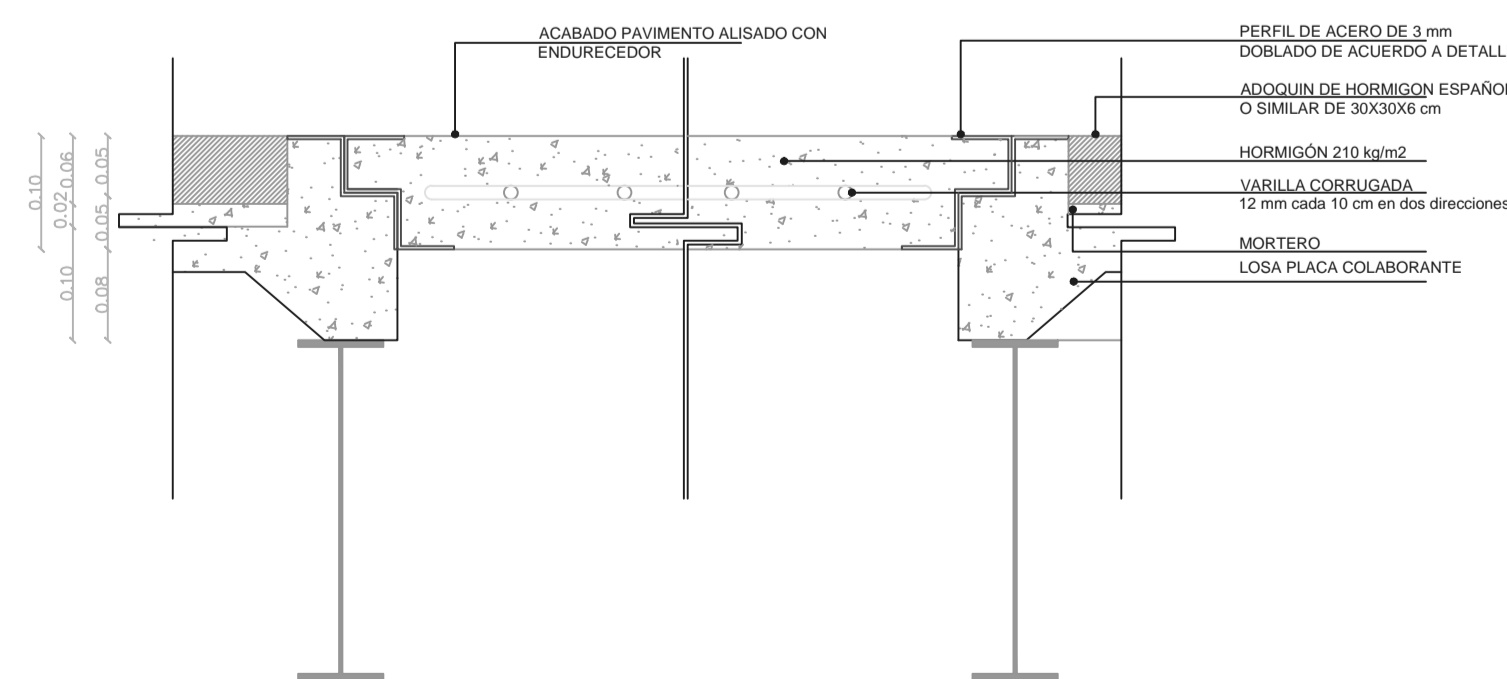 ACABADO PAVIMENTO ALISADO CON
ENDURECEDOR
PERFIL DE ACERO DE 3 mm
DOBLADO DE ACUERDO A DETALL
ADOQUIN DE HORMIGON ESPAÑO
O SIMILAR DE 30X30X6 cm
HORMIGÓN 210 kg/m2
VARILLA CORRUGADA
12 mm cada 10 cm en dos direcciones
MORTERO
LOSA PLACA COLABORANTE
0.10
0.06
0.02
0.10
0.05
0.05
0.08